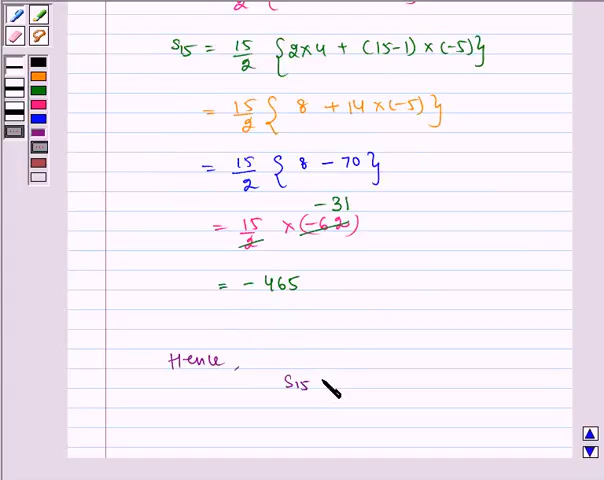 2 {
S15 = 15/2 {2×4 + (15-1) × (-5)}
= 15/2 { 8 + 14 × (-5) }
= 15/2 { 8 - 70 }
-31
= 15/2 × (-62)
= - 465
Hence,
S15